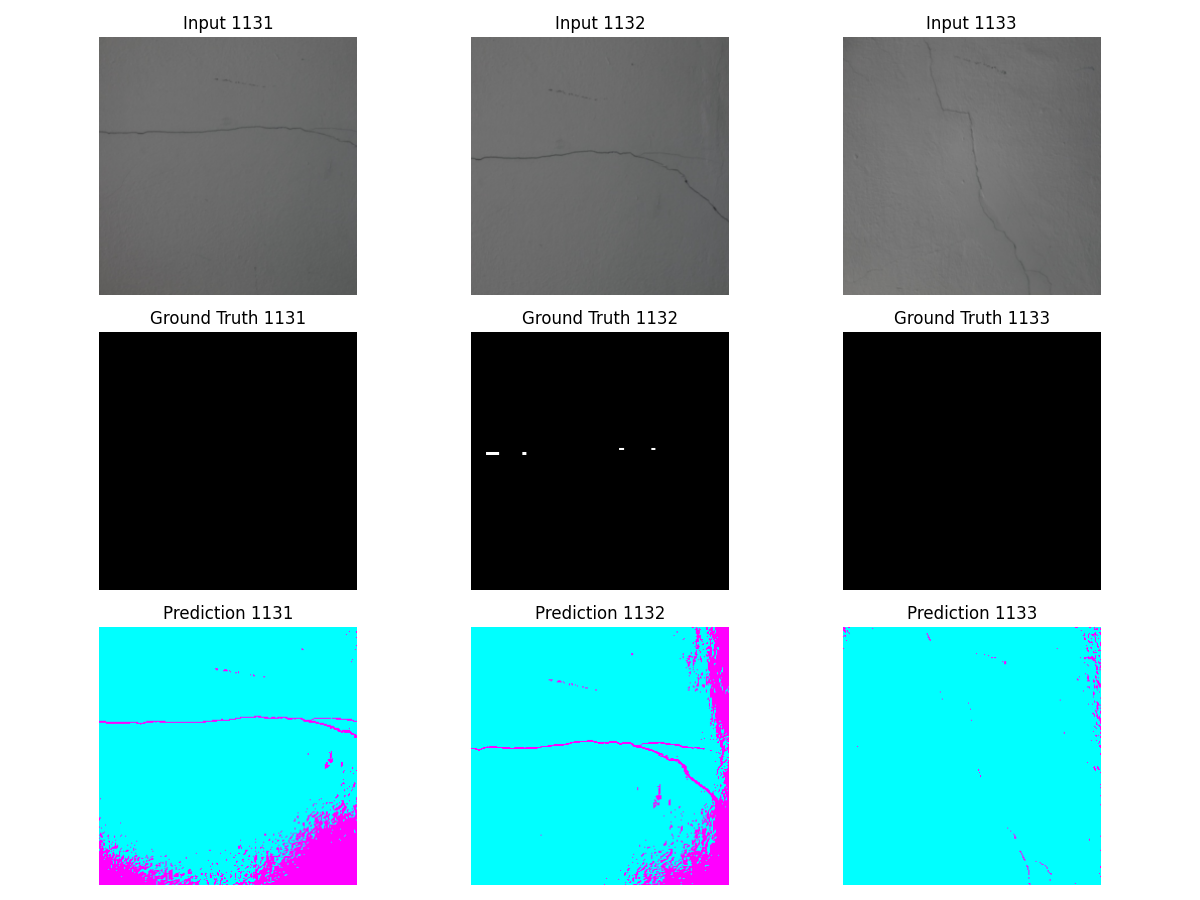 Input 1131
Input 1132
Input 1133
Ground Truth 1131
Ground Truth 1132
Ground Truth 1133
Prediction 1131
Prediction 1132
Prediction 1133